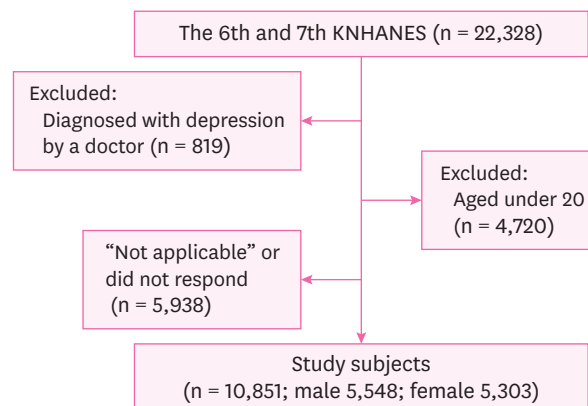 The 6th and 7th KNHANES (n = 22,328)
Excluded:
Diagnosed with depression
by a doctor (n = 819)
Excluded:
Aged under 20
(n = 4,720)
“Not applicable” or
did not respond
(n = 5,938)
Study subjects
(n = 10,851; male 5,548; female 5,303)